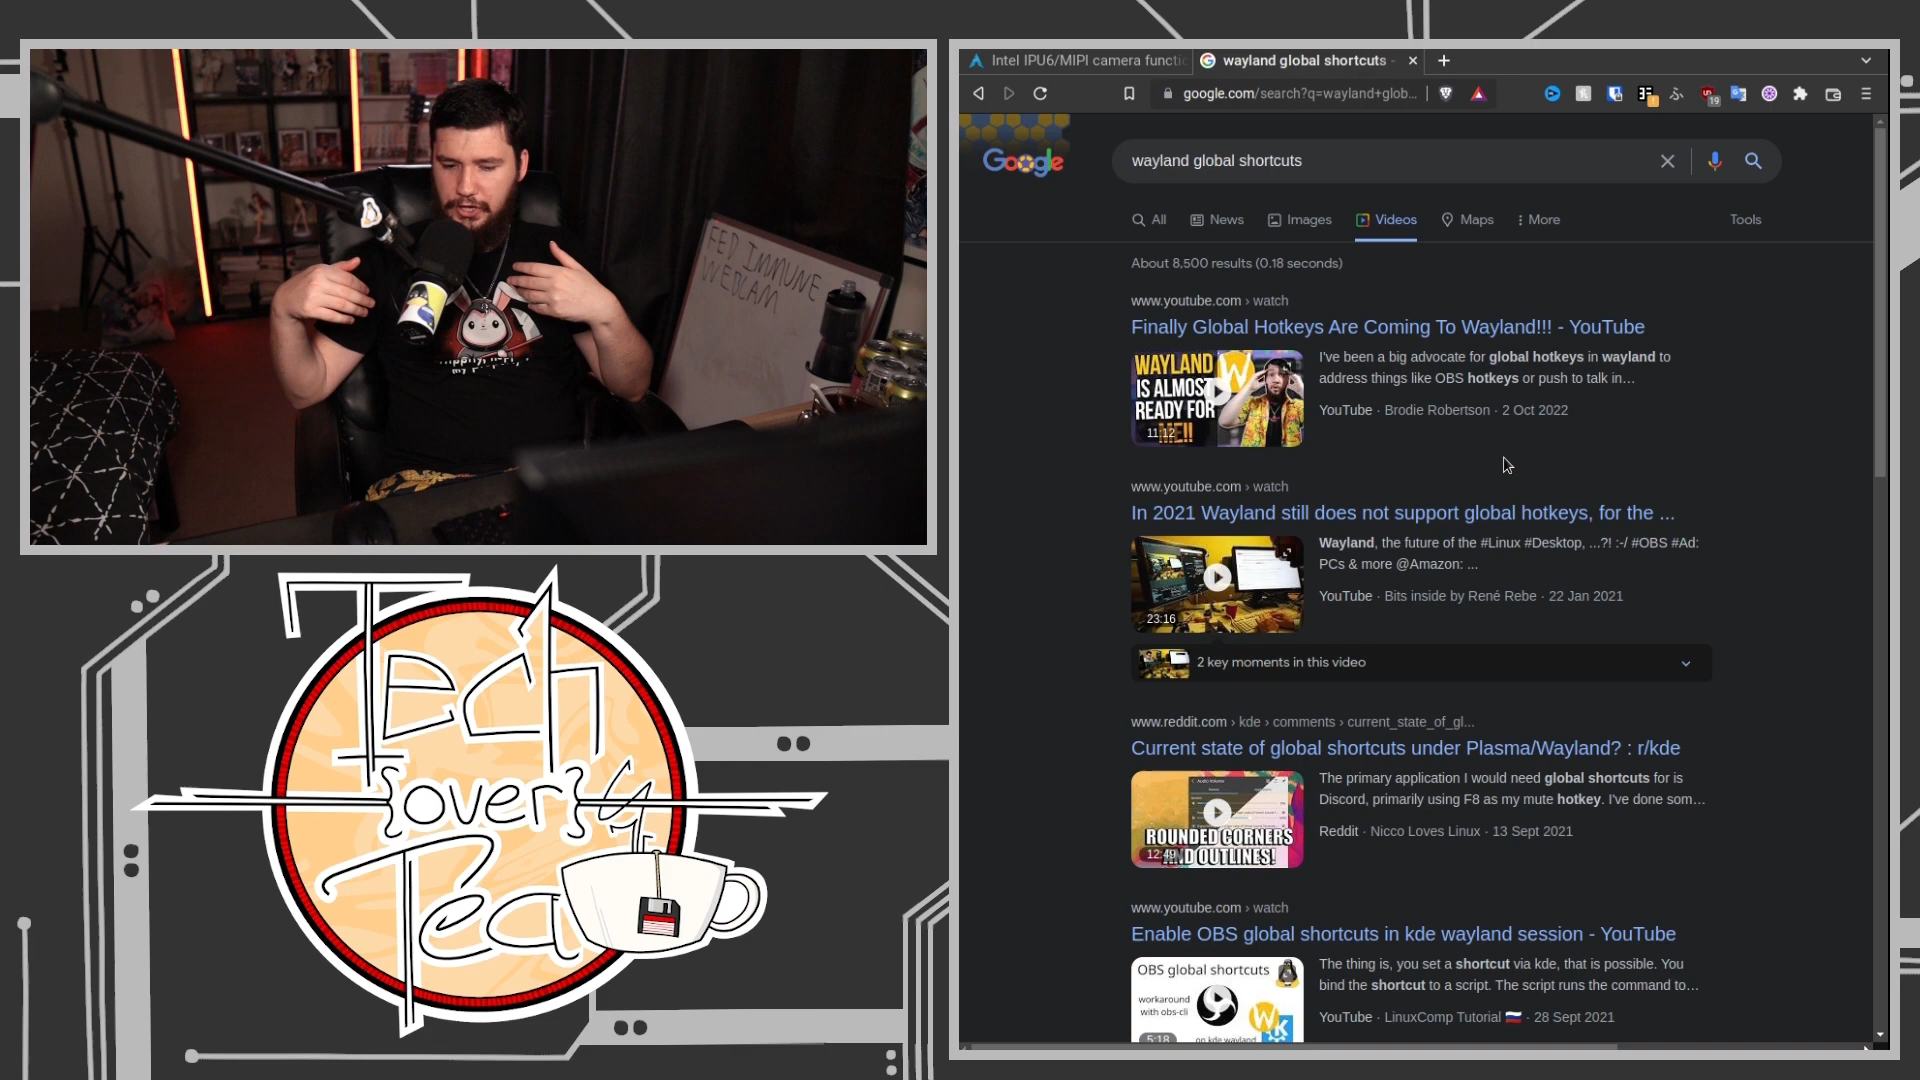 FED IMMUNE
WEBCAM
Tech
{over}
Tea
Intel IPU6/MIPI camera functi
wayland global shortcuts -
google.com/search?q=wayland+glob...
19
Google
wayland global shortcuts
All
News
Images
Videos
Maps
More
Tools
About 8,500 results (0.18 seconds)
www.youtube.com › watch
Finally Global Hotkeys Are Coming To Wayland!!! - YouTube
WAYLAND
IS ALMOST
READY FOR
ME!!
11:12
I've been a big advocate for global hotkeys in wayland to
address things like OBS hotkeys or push to talk in...
YouTube · Brodie Robertson · 2 Oct 2022
www.youtube.com › watch
In 2021 Wayland still does not support global hotkeys, for the ...
23:16
Wayland, the future of the #Linux #Desktop, ...?! :-/ #OBS #Ad:
PCs & more @Amazon: ...
YouTube · Bits inside by René Rebe · 22 Jan 2021
2 key moments in this video
www.reddit.com › kde › comments › current_state_of_gl...
Current state of global shortcuts under Plasma/Wayland? : r/kde
ROUNDED CORNERS
AND OUTLINES!
12:49
The primary application I would need global shortcuts for is
Discord, primarily using F8 as my mute hotkey. I've done som...
Reddit · Nicco Loves Linux · 13 Sept 2021
www.youtube.com › watch
Enable OBS global shortcuts in kde wayland session - YouTube
OBS global shortcuts
workaround
with obs-cli
on kde wayland
5:18
The thing is, you set a shortcut via kde, that is possible. You
bind the shortcut to a script. The script runs the command to...
YouTube · LinuxComp Tutorial 🇷🇺 · 28 Sept 2021